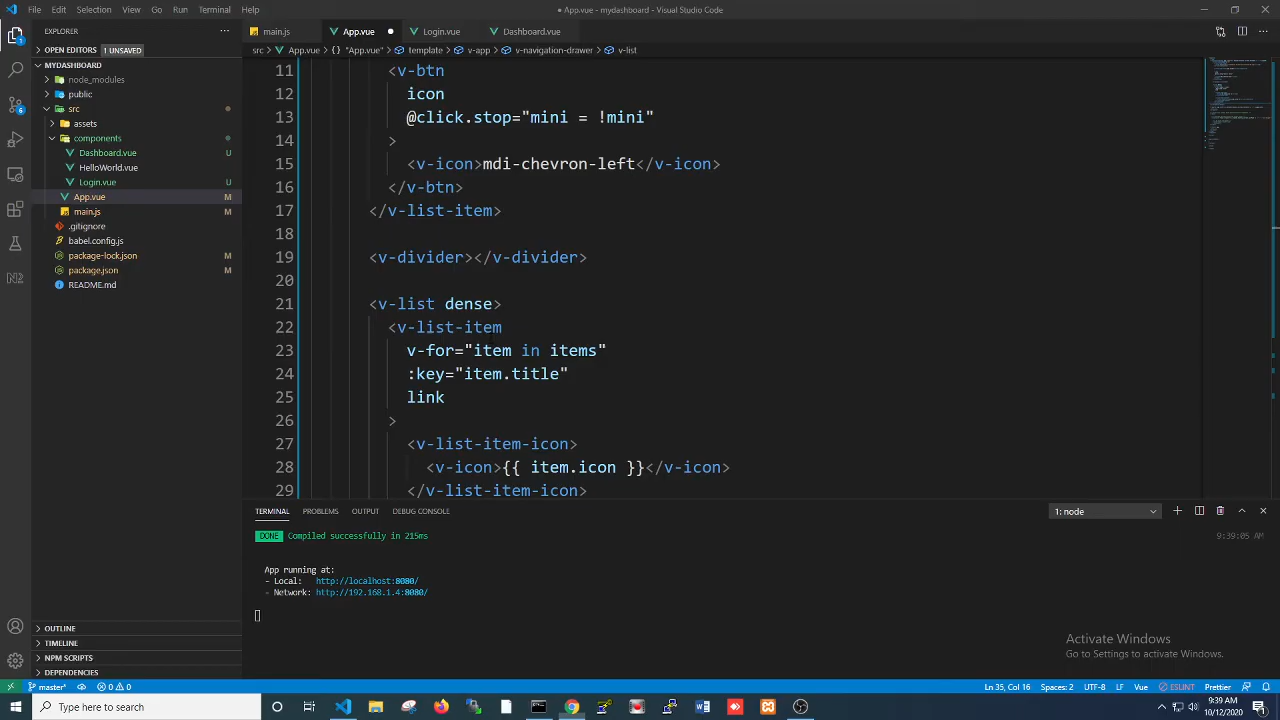 File Edit Selection View Go Run Terminal Help
● App.vue - mydashboard - Visual Studio Code
EXPLORER
OPEN EDITORS 1 UNSAVED
MYDASHBOARD
node_modules
public
src
assets
components
Dashboard.vue U
HelloWorld.vue
Login.vue U
App.vue M
main.js M
.gitignore
babel.config.js
package-lock.json M
package.json M
README.md
OUTLINE
TIMELINE
NPM SCRIPTS
DEPENDENCIES
main.js App.vue ● Login.vue Dashboard.vue
src > App.vue > {} "App.vue" > template > v-app > v-navigation-drawer > v-list
11 <v-btn
12 icon
13 @click.stop="mini = !mini"
14 >
15 <v-icon>mdi-chevron-left</v-icon>
16 </v-btn>
17 </v-list-item>
18
19 <v-divider></v-divider>
20
21 <v-list dense>
22 <v-list-item
23 v-for="item in items"
24 :key="item.title"
25 link
26 >
27 <v-list-item-icon>
28 <v-icon>{{ item.icon }}</v-icon>
29 </v-list-item-icon>
TERMINAL PROBLEMS OUTPUT DEBUG CONSOLE 1: node
DONE Compiled successfully in 215ms 9:39:05 AM
App running at:
- Local: http://localhost:8080/
- Network: http://192.168.1.4:8080/
Activate Windows
Go to Settings to activate Windows.
master* 0 0 Ln 35, Col 16 Spaces: 2 UTF-8 LF Vue ESLINT Prettier
Type here to search
9:39 AM
10/12/2020